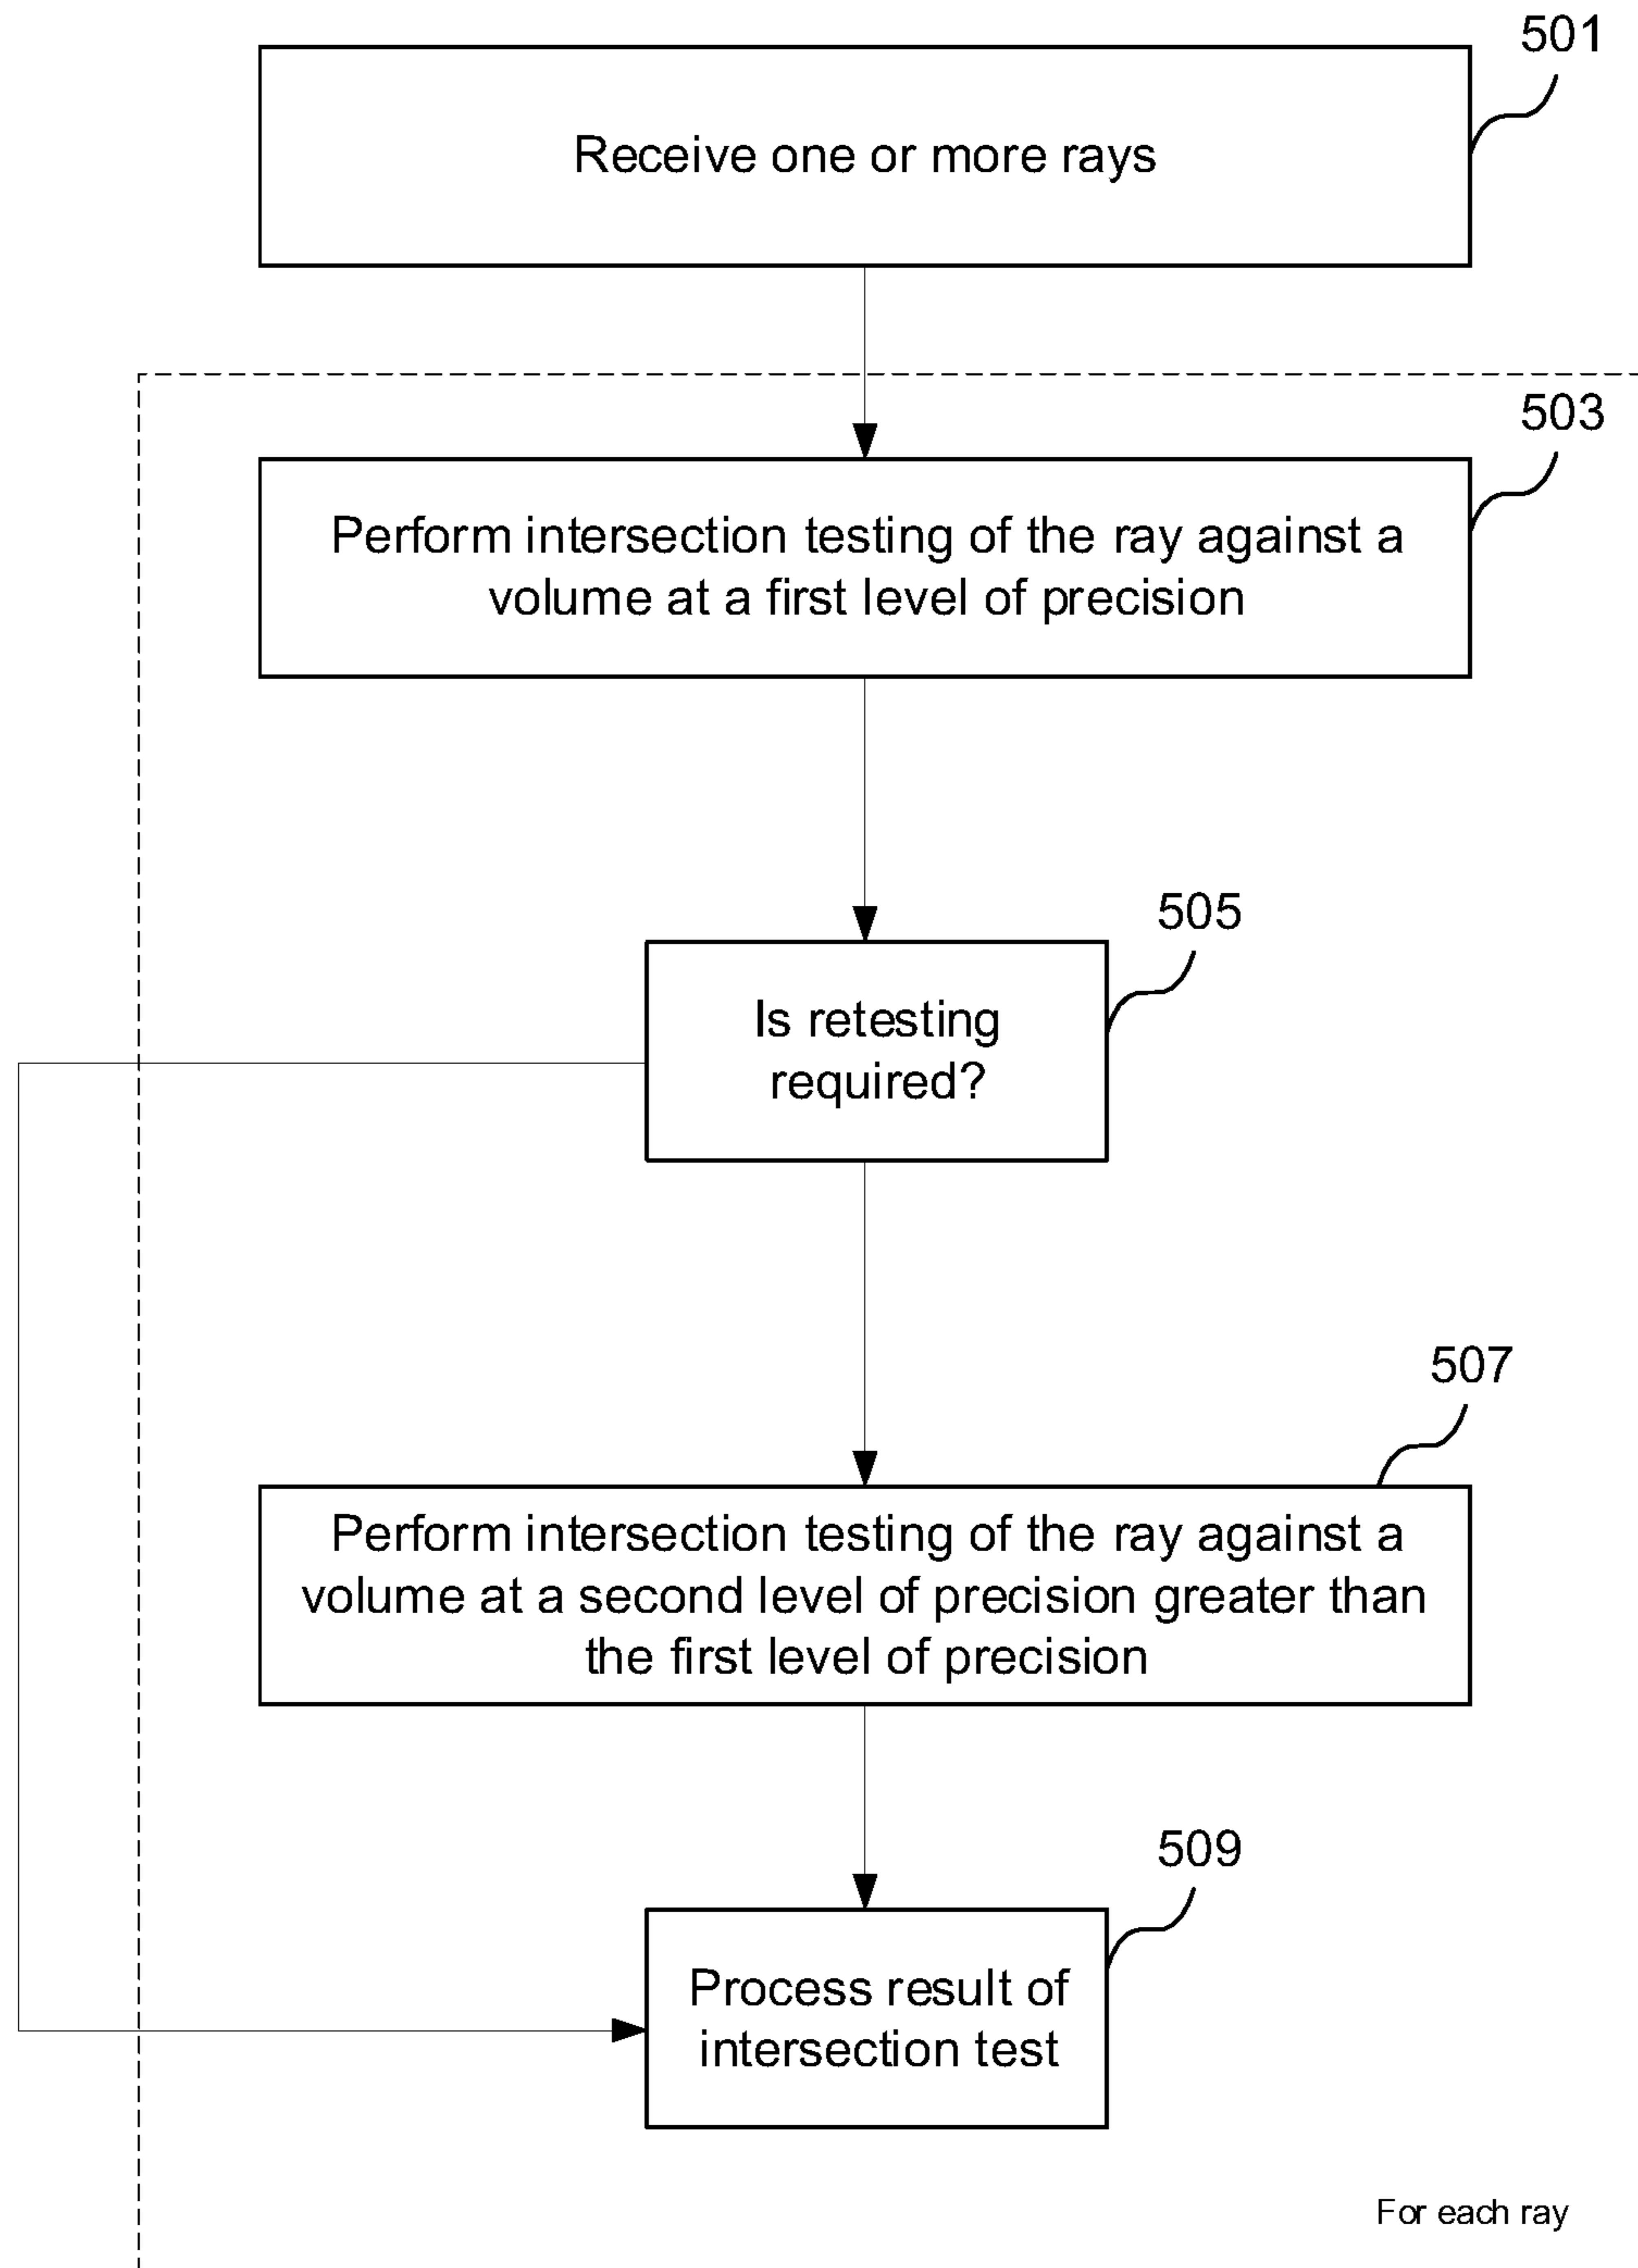 501
Receive one or more rays
503
Perform intersection testing of the ray against a
volume at a first level of precision
505
Is retesting
required?
507
Perform intersection testing of the ray against a
volume at a second level of precision greater than
the first level of precision
509
Process result of
intersection test
For each ray